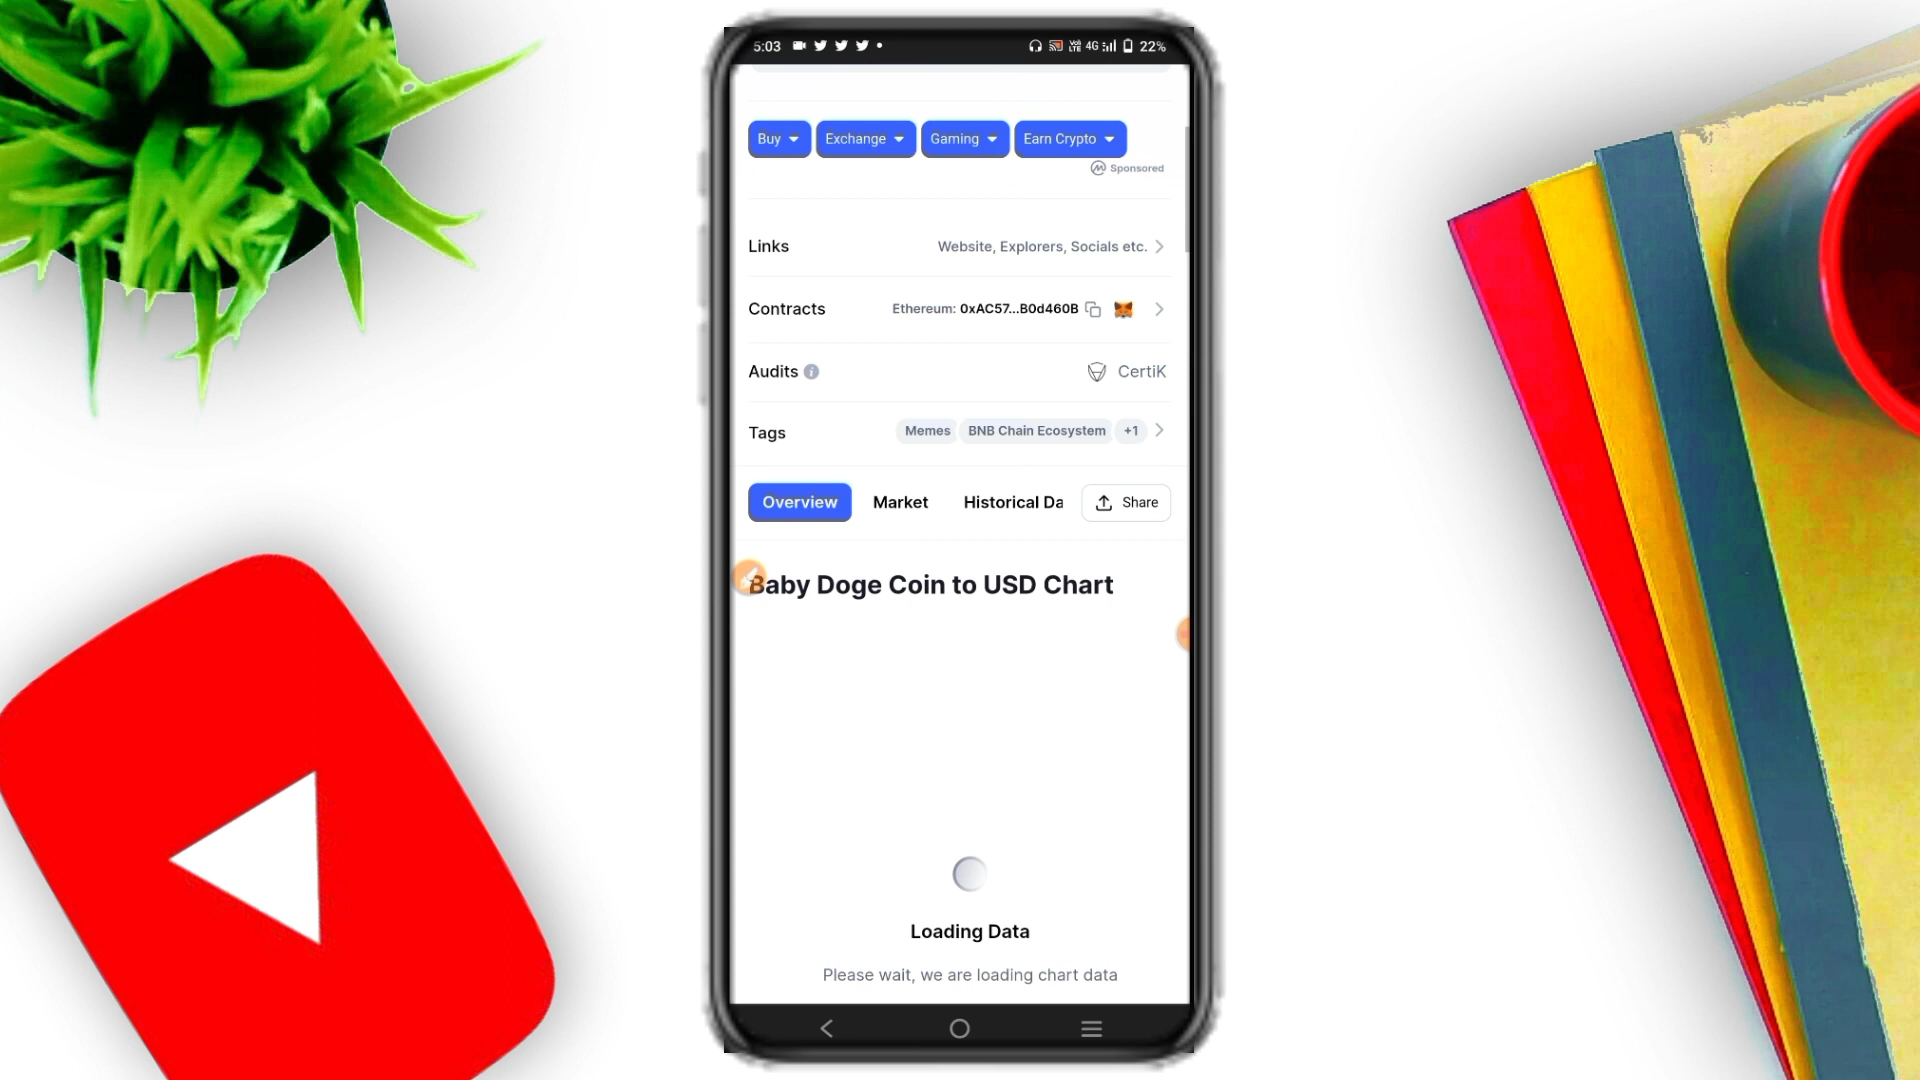 5:03 VoLTE 4G 22%
Buy Exchange Gaming Earn Crypto
Sponsored
Links Website, Explorers, Socials etc.
Contracts Ethereum: 0xAC57...B0d460B
Audits CertiK
Tags Memes BNB Chain Ecosystem +1
Overview Market Historical Da Share
Baby Doge Coin to USD Chart
Loading Data
Please wait, we are loading chart data